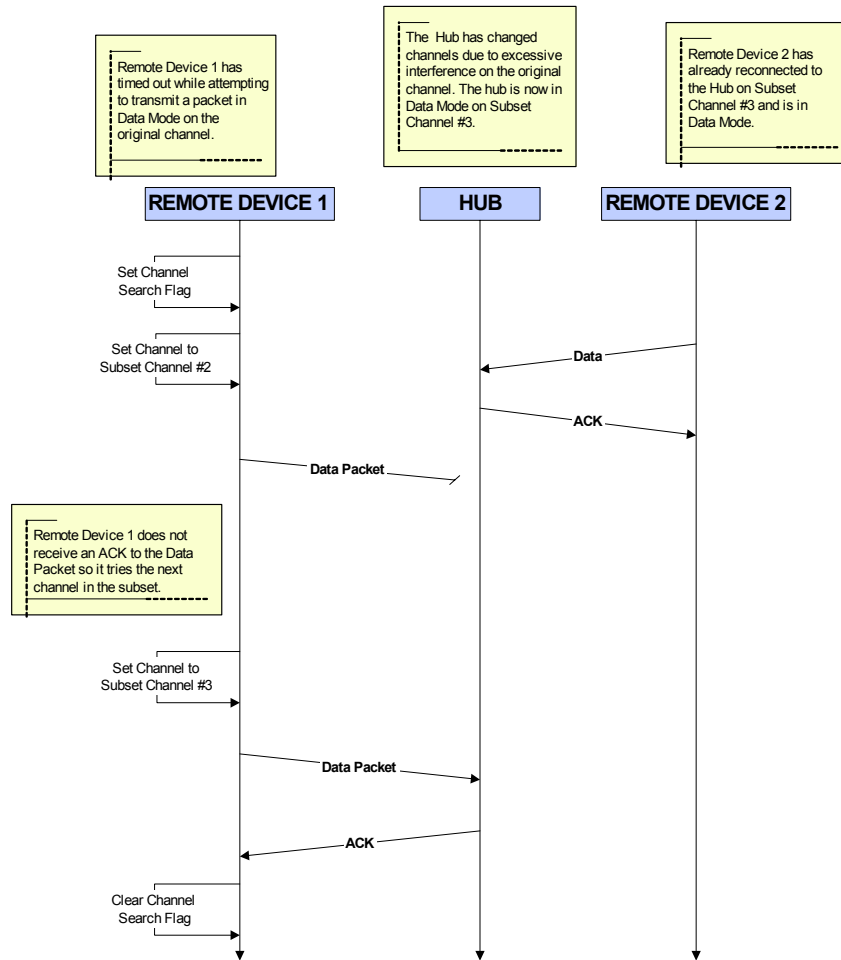 Remote Device 1 has
timed out while attempting
to transmit a packet in
Data Mode on the
original channel.
The Hub has changed
channels due to excessive
interference on the original
channel. The hub is now in
Data Mode on Subset
Channel #3.
Remote Device 2 has
already reconnected to
the Hub on Subset
Channel #3 and is in
Data Mode.
REMOTE DEVICE 1
HUB
REMOTE DEVICE 2
Set Channel
Search Flag
Set Channel to
Subset Channel #2
Data
ACK
Data Packet
Remote Device 1 does not
receive an ACK to the Data
Packet so it tries the next
channel in the subset.
Set Channel to
Subset Channel #3
Data Packet
ACK
Clear Channel
Search Flag